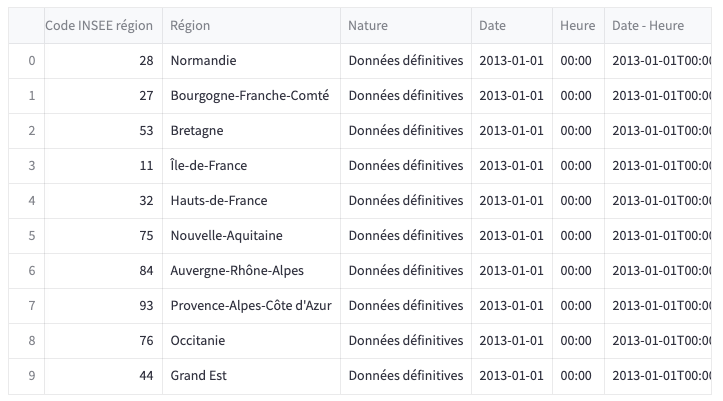 Code INSEE région Région Nature Date Heure Date - Heure
0 28 Normandie Données définitives 2013-01-01 00:00 2013-01-01T00:00
1 27 Bourgogne-Franche-Comté Données définitives 2013-01-01 00:00 2013-01-01T00:00
2 53 Bretagne Données définitives 2013-01-01 00:00 2013-01-01T00:00
3 11 Île-de-France Données définitives 2013-01-01 00:00 2013-01-01T00:00
4 32 Hauts-de-France Données définitives 2013-01-01 00:00 2013-01-01T00:00
5 75 Nouvelle-Aquitaine Données définitives 2013-01-01 00:00 2013-01-01T00:00
6 84 Auvergne-Rhône-Alpes Données définitives 2013-01-01 00:00 2013-01-01T00:00
7 93 Provence-Alpes-Côte d'Azur Données définitives 2013-01-01 00:00 2013-01-01T00:00
8 76 Occitanie Données définitives 2013-01-01 00:00 2013-01-01T00:00
9 44 Grand Est Données définitives 2013-01-01 00:00 2013-01-01T00:00